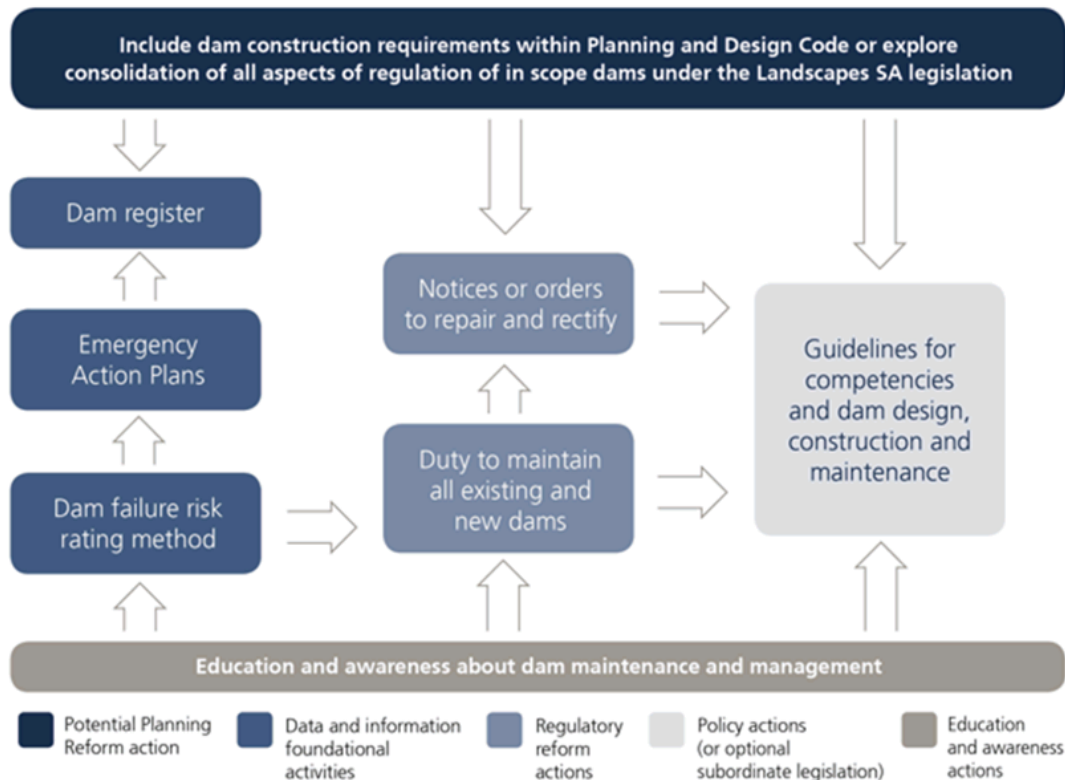 Include dam construction requirements within Planning and Design Code or explore
consolidation of all aspects of regulation of in scope dams under the Landscapes SA legislation
Dam register
Emergency
Action Plans
Dam failure risk
rating method
Notices or orders
to repair and rectify
Duty to maintain
all existing and
new dams
Guidelines for
competencies
and dam design,
construction and
maintenance
Education and awareness about dam maintenance and management
Potential Planning
Reform action
Data and information
foundational
activities
Regulatory
reform
actions
Policy actions
(or optional
subordinate legislation)
Education
and awareness
actions